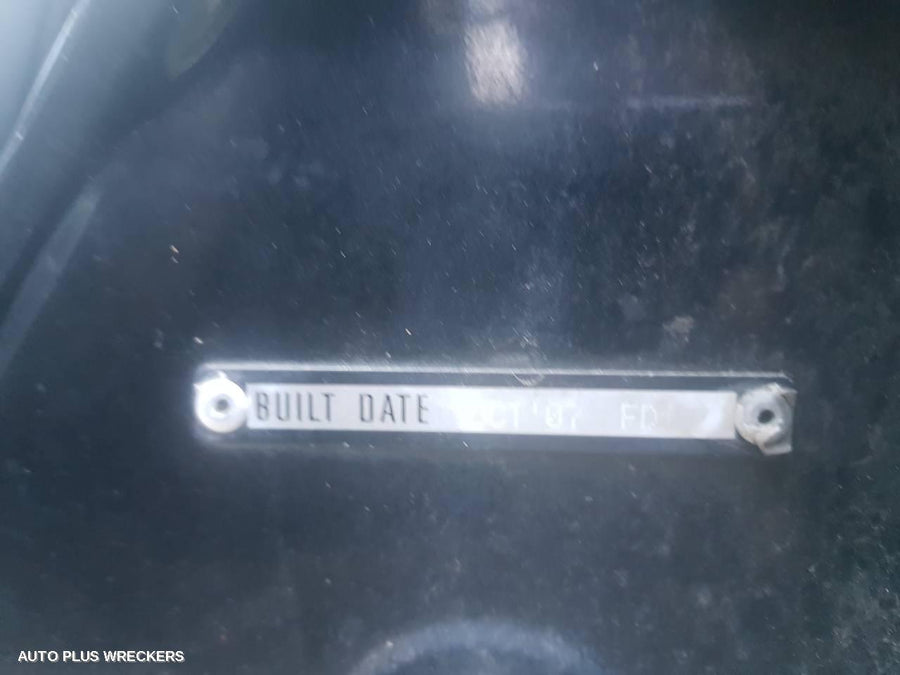 BUILT DATE OCT '07 FD
AUTO PLUS WRECKERS